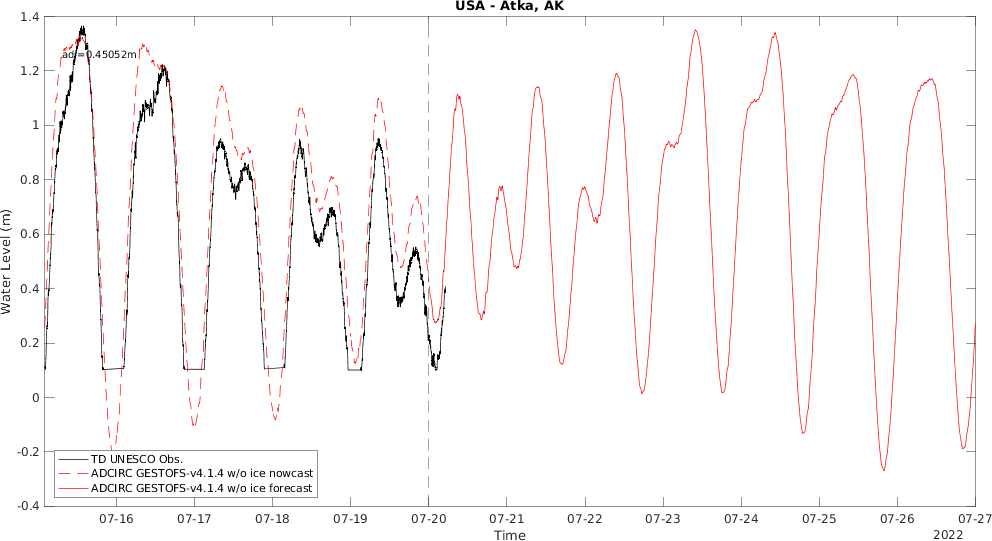 USA - Atka, AK
1.4
1.2
1
0.8
0.6
0.4
0.2
0
-0.2
-0.4
Water Level (m)
adj=0.45052m
TD UNESCO Obs.
ADCIRC GESTOFS-v4.1.4 w/o ice nowcast
ADCIRC GESTOFS-v4.1.4 w/o ice forecast
07-16 07-17 07-18 07-19 07-20 07-21 07-22 07-23 07-24 07-25 07-26 07-27
Time
2022